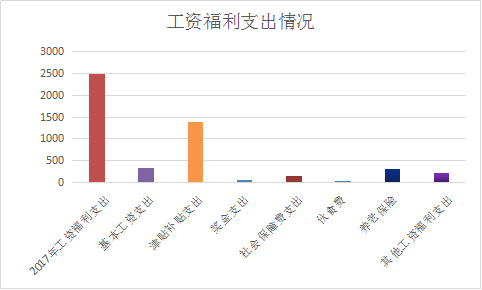 工资福利支出情况
3000
2500
2000
1500
1000
500
0
2017年工资福利支出
基本工资支出
津贴补贴支出
奖金支出
社会保障费支出
伙食费
养老保险
其他工资福利支出